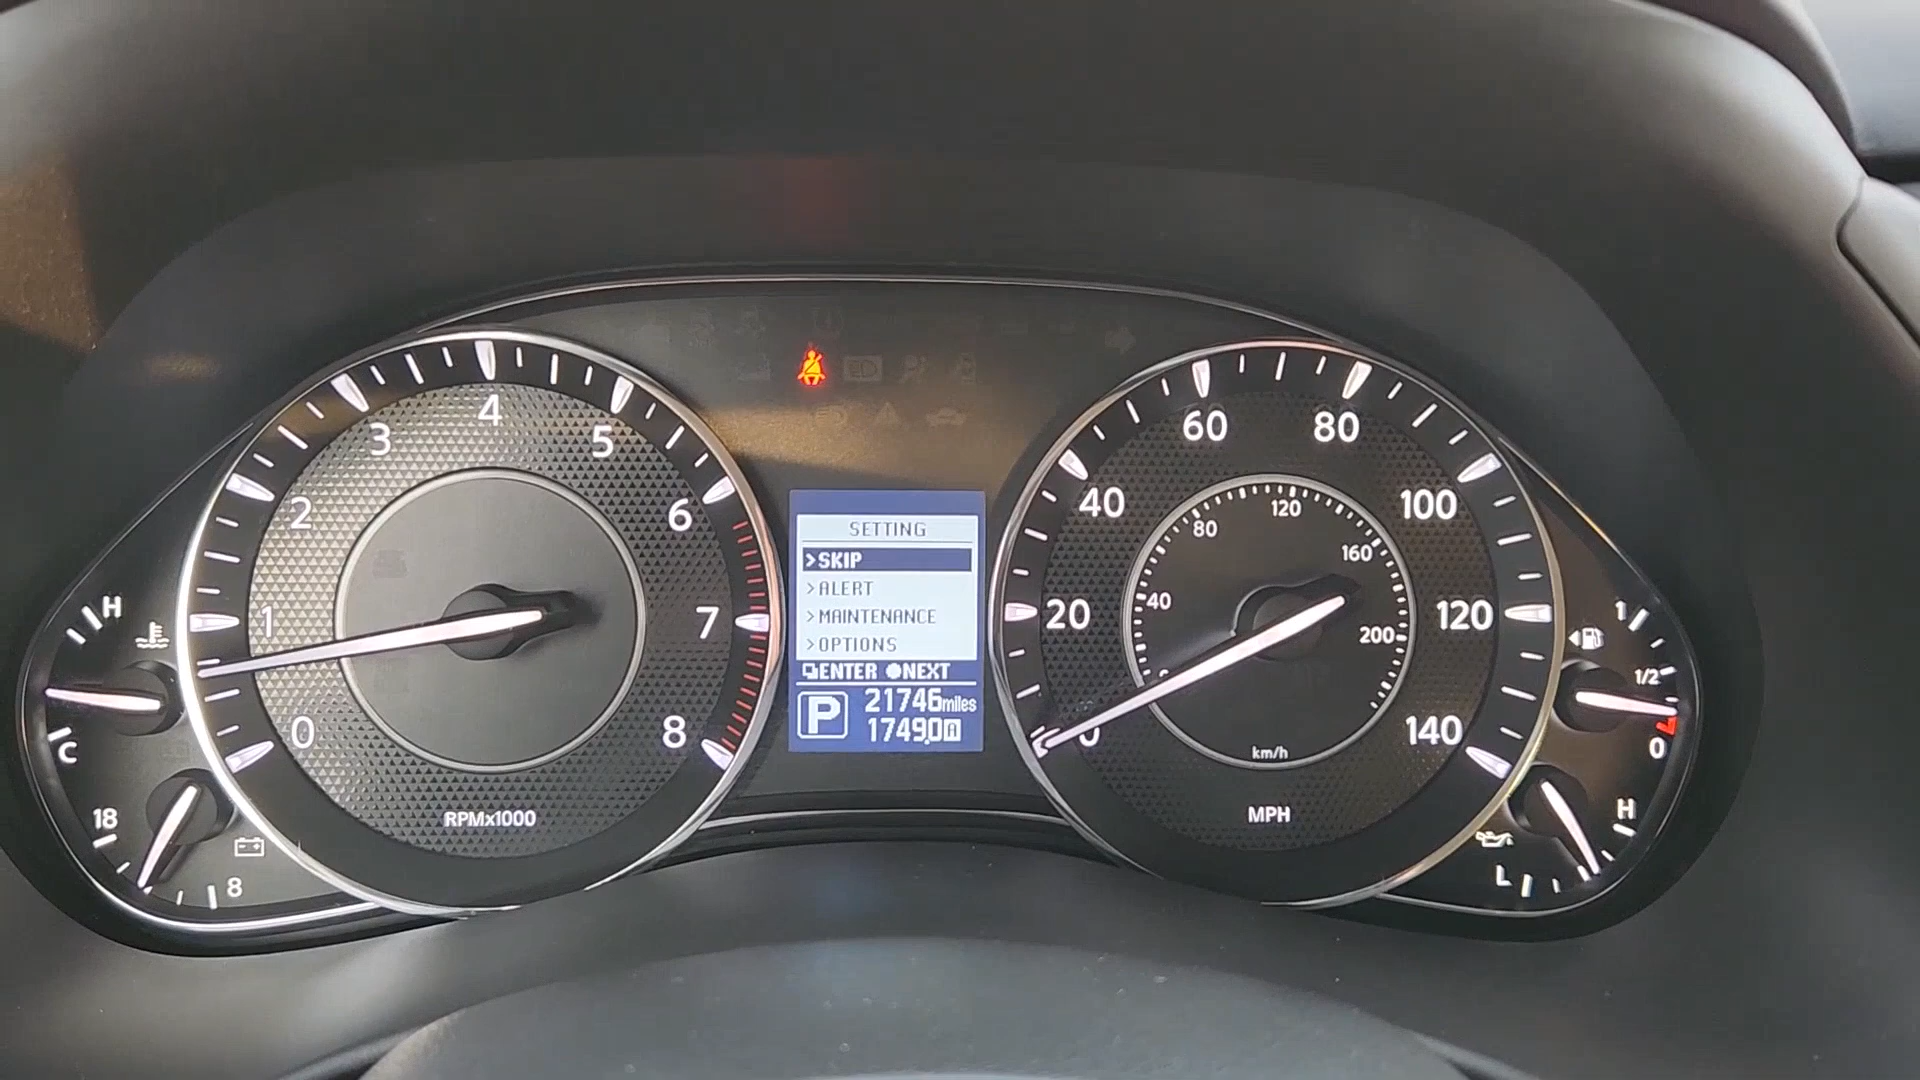 H
C
18
8
0
1
2
3
4
5
6
7
8
RPMx1000
SETTING
>SKIP
>ALERT
>MAINTENANCE
>OPTIONS
ENTER NEXT
P
21746miles
1749.0A
0
20
40
60
80
100
120
140
40
80
120
160
200
km/h
MPH
1
1/2
0
H
L